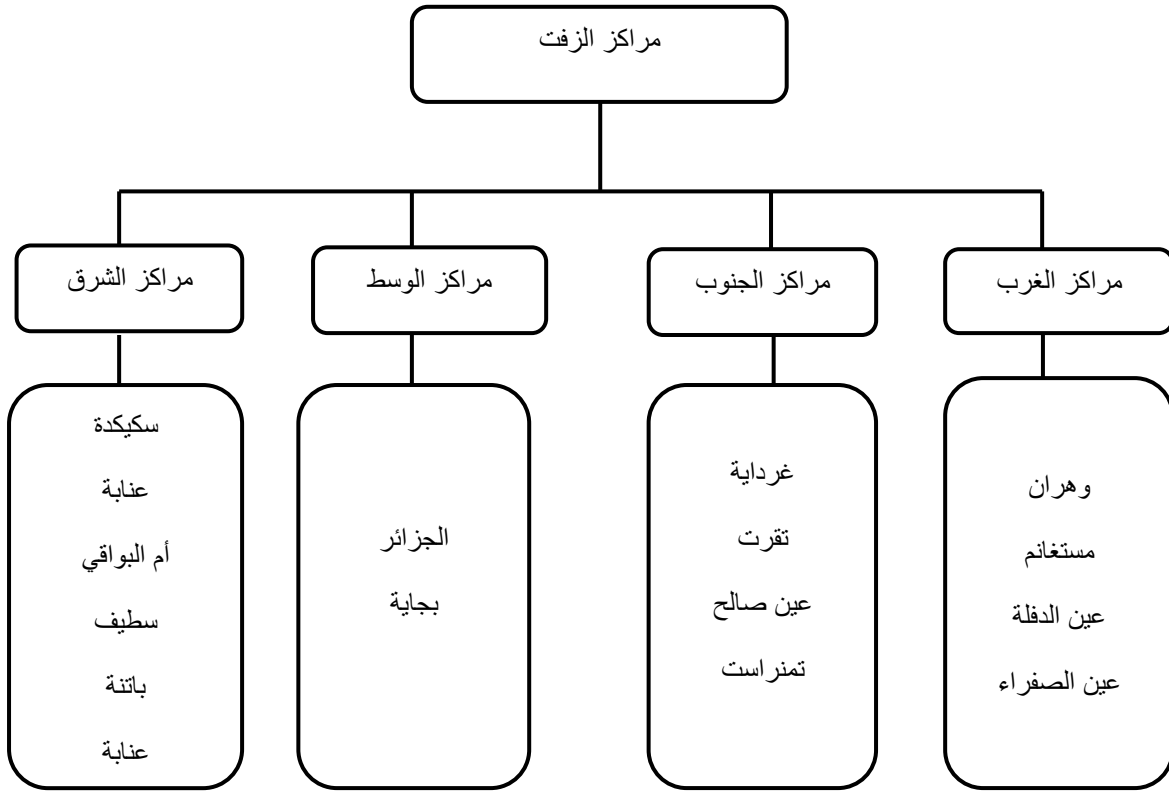 مراكز الزفت
مراكز الغرب
مراكز الجنوب
مراكز الوسط
مراكز الشرق
وهران
مستغانم
عين الدفلة
عين الصفراء
غرداية
تقرت
عين صالح
تمنراست
الجزائر
بجاية
سكيكدة
عنابة
أم البواقي
سطيف
باتنة
عنابة